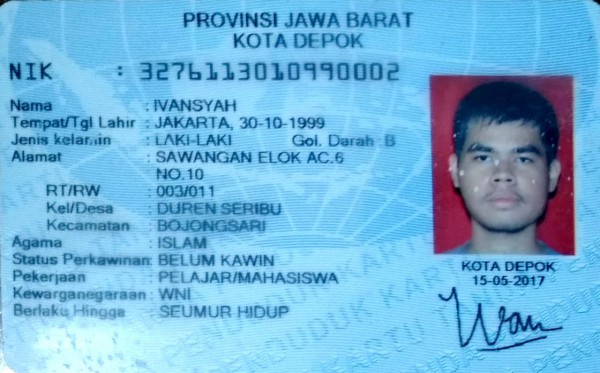 PROVINSI JAWA BARAT
KOTA DEPOK
NIK : 3276113010990002
Nama : IVANSYAH
Tempat/Tgl Lahir : JAKARTA, 30-10-1999
Jenis kelamin : LAKI-LAKI Gol. Darah : B
Alamat : SAWANGAN ELOK AC.6
NO.10
RT/RW : 003/011
Kel/Desa : DUREN SERIBU
Kecamatan : BOJONGSARI
Agama : ISLAM
Status Perkawinan: BELUM KAWIN
Pekerjaan : PELAJAR/MAHASISWA
Kewarganegaraan: WNI
Berlaku Hingga : SEUMUR HIDUP
KOTA DEPOK
15-05-2017